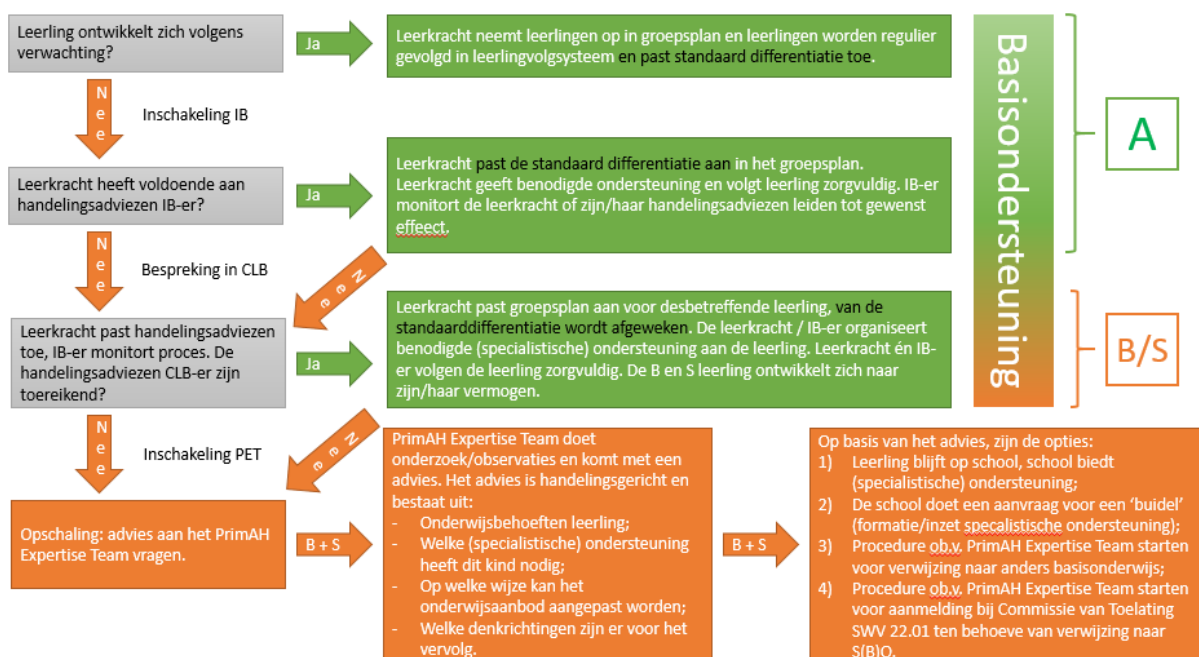 Leerling ontwikkelt zich volgens
verwachting?
Ja
Leerkracht neemt leerlingen op in groepsplan en leerlingen worden regulier
gevolgd in leerlingvolgsysteem en past standaard differentiatie toe.
Nee
Inschakeling IB
Leerkracht heeft voldoende aan
handelingsadviezen IB-er?
Ja
Leerkracht past de standaard differentiatie aan in het groepsplan.
Leerkracht geeft benodigde ondersteuning en volgt leerling zorgvuldig. IB-er
monitort de leerkracht of zijn/haar handelingsadviezen leiden tot gewenst
effeect.
Nee
Bespreking in CLB
Nee
Leerkracht past handelingsadviezen
toe, IB-er monitort proces. De
handelingsadviezen CLB-er zijn
toereikend?
Ja
Leerkracht past groepsplan aan voor desbetreffende leerling, van de
standaarddifferentiatie wordt afgeweken. De leerkracht / IB-er organiseert
benodigde (specialistische) ondersteuning aan de leerling. Leerkracht én IB-
er volgen de leerling zorgvuldig. De B en S leerling ontwikkelt zich naar
zijn/haar vermogen.
Basisondersteuning
A
B/S
Nee
Inschakeling PET
Nee
Opschaling: advies aan het PrimAH
Expertise Team vragen.
B + S
PrimAH Expertise Team doet
onderzoek/observaties en komt met een
advies. Het advies is handelingsgericht en
bestaat uit:
- Onderwijsbehoeften leerling;
- Welke (specialistische) ondersteuning
heeft dit kind nodig;
- Op welke wijze kan het
onderwijsaanbod aangepast worden;
- Welke denkrichtingen zijn er voor het
vervolg.
B + S
Op basis van het advies, zijn de opties:
1) Leerling blijft op school, school biedt
(specialistische) ondersteuning;
2) De school doet een aanvraag voor een ‘buidel’
(formatie/inzet specalistische ondersteuning);
3) Procedure ob.v. PrimAH Expertise Team starten
voor verwijzing naar anders basisonderwijs;
4) Procedure ob.v. PrimAH Expertise Team starten
voor aanmelding bij Commissie van Toelating
SWV 22.01 ten behoeve van verwijzing naar
S(B)O.